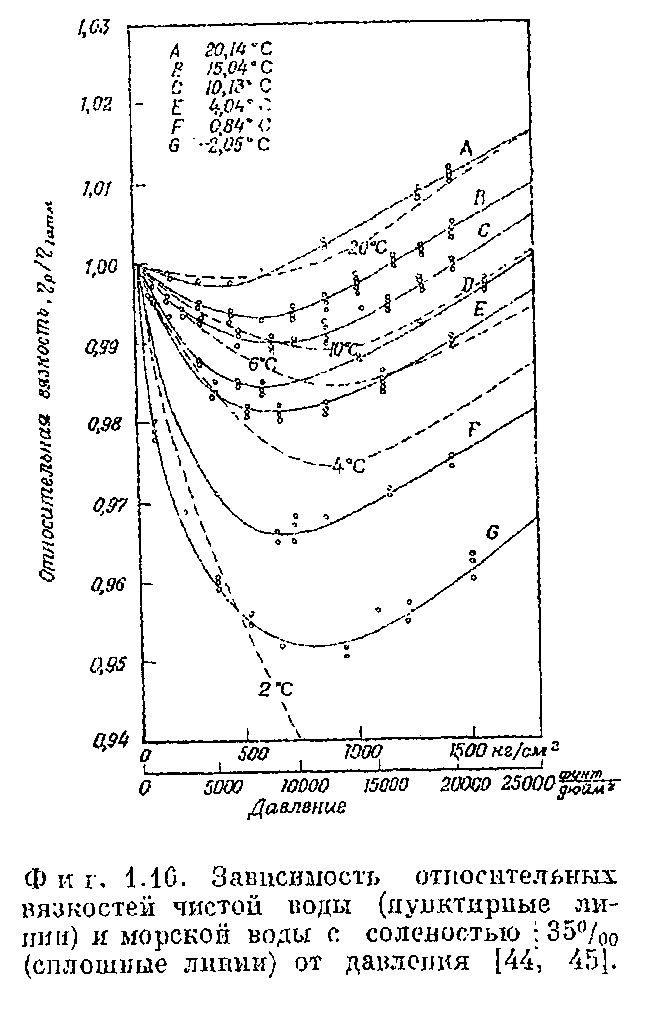 1,03
A 20,14°C
B 15,04°C
C 10,13°C
E 4,04°C
F 0,84°C
G -2,05°C
1,02
1,01
1,00
0,99
0,98
0,97
0,96
0,95
0,94
Относительная вязкость, ηp/η1атм
A
B
20°C
C
D
10°C
E
6°C
4°C
F
G
2°C
0 500 1000 1500 кг/см²
0 5000 10000 15000 20000 25000 фунт/дюйм²
Давление
Фиг. 1.16. Зависимость относительных
вязкостей чистой воды (пунктирные ли-
нии) и морской воды с соленостью 35⁰/₀₀
(сплошные линии) от давления [44, 45].